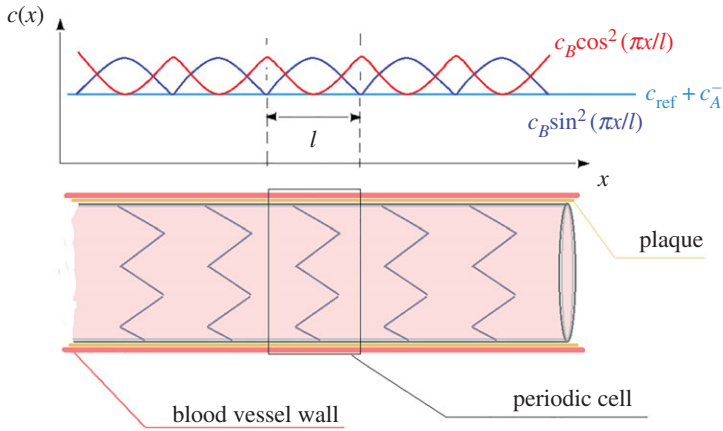 c(x)
c_B cos² (πx/l)
c_ref + c_A⁻
c_B sin² (πx/l)
l
x
plaque
periodic cell
blood vessel wall